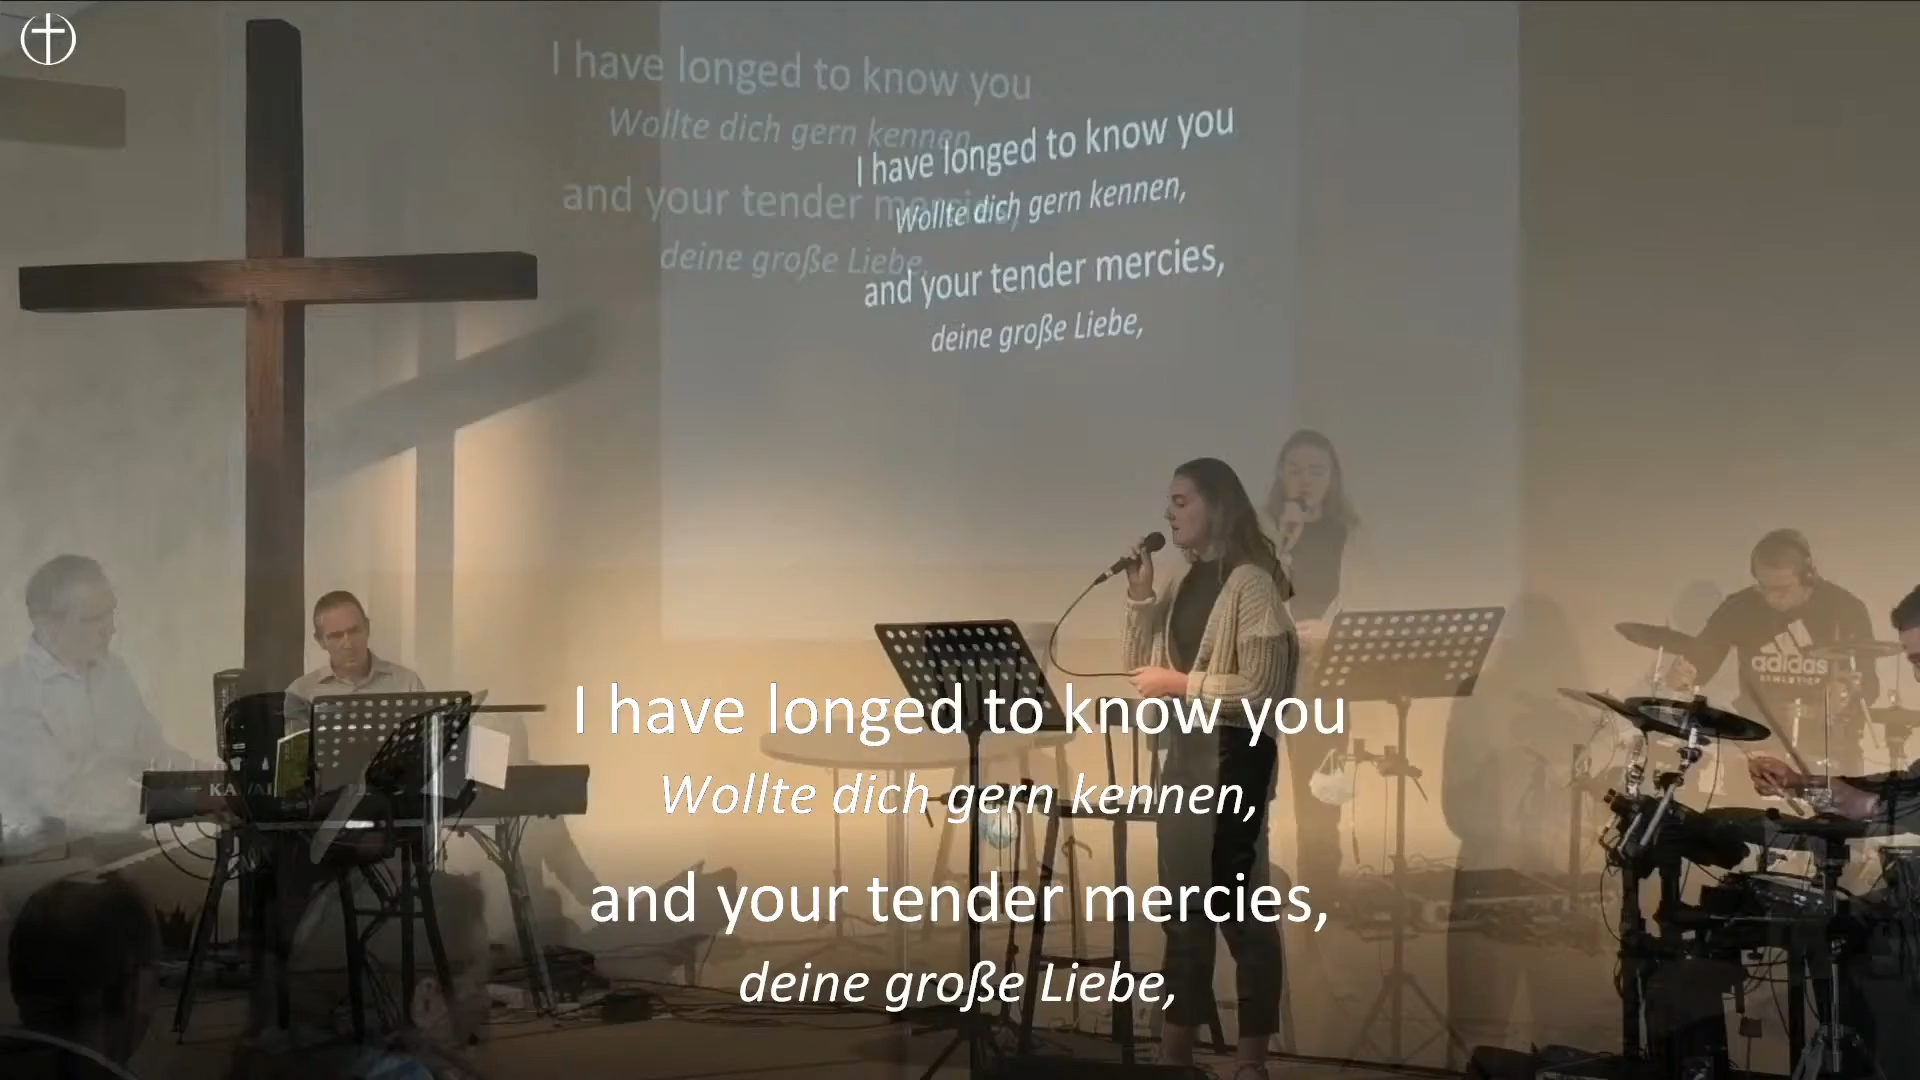 I have longed to know you
Wollte dich gern kennen,
and your tender mercies,
deine große Liebe,
I have longed to know you
Wollte dich gern kennen,
and your tender mercies,
deine große Liebe,
adidas
ATHLETICS
KAWAI
I have longed to know you
Wollte dich gern kennen,
and your tender mercies,
deine große Liebe,